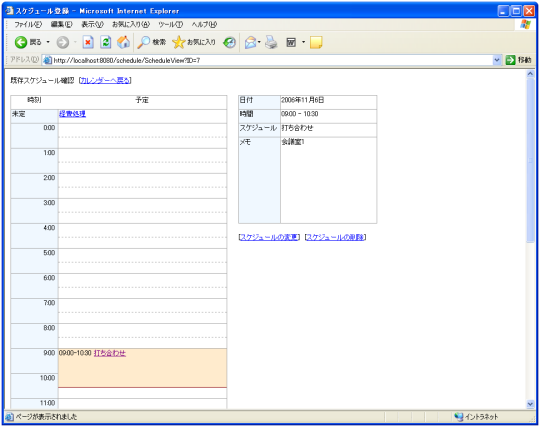 スケジュール登録 - Microsoft Internet Explorer
ファイル(F) 編集(E) 表示(V) お気に入り(A) ツール(T) ヘルプ(H)
戻る 検索 お気に入り
アドレス(D) http://localhost:8080/schedule/ScheduleView?ID=7 移動
既存スケジュール確認 [カレンダーへ戻る]
時刻 予定
未定 経費処理
0:00
1:00
2:00
3:00
4:00
5:00
6:00
7:00
8:00
9:00 09:00-10:30 打ち合わせ
10:00
11:00
日付 2006年11月6日
時間 09:00 - 10:30
スケジュール 打ち合わせ
メモ 会議室1
[スケジュールの変更] [スケジュールの削除]
ページが表示されました イントラネット